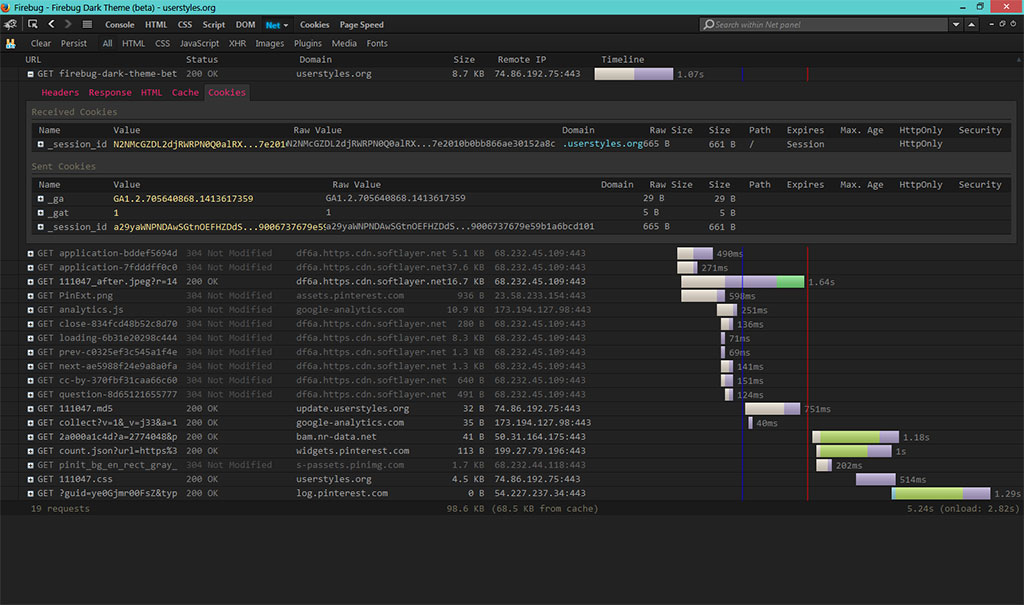 Firebug - Firebug Dark Theme (beta) - userstyles.org
Console HTML CSS Script DOM Net Cookies Page Speed Search within Net panel
Clear Persist All HTML CSS JavaScript XHR Images Plugins Media Fonts
URL Status Domain Size Remote IP Timeline
GET firebug-dark-theme-bet 200 OK userstyles.org 8.7 KB 74.86.192.75:443 1.07s
Headers Response HTML Cache Cookies
Received Cookies
Name Value Raw Value Domain Raw Size Size Path Expires Max. Age HttpOnly Security
_session_id N2NMcGZDL2djRWRPN0Q0alRX...7e201 N2NMcGZDL2djRWRPN0Q0alRX...7e2010b0bb866ae30152a8c .userstyles.org 665 B 661 B / Session HttpOnly
Sent Cookies
Name Value Raw Value Domain Raw Size Size Path Expires Max. Age HttpOnly Security
_ga GA1.2.705640868.1413617359 GA1.2.705640868.1413617359 29 B 29 B
_gat 1 1 5 B 5 B
_session_id a29yaWNPNDAwSGtnOEFHZDdS...9006737679e59 a29yaWNPNDAwSGtnOEFHZDdS...9006737679e59b1a6bcd101 665 B 661 B
GET application-bddef5694d 304 Not Modified df6a.https.cdn.softlayer.net 5.1 KB 68.232.45.109:443 490ms
GET application-7fdddff0c0 304 Not Modified df6a.https.cdn.softlayer.net 37.6 KB 68.232.45.109:443 271ms
GET 111047_after.jpeg?r=14 200 OK df6a.https.cdn.softlayer.net 16.7 KB 68.232.45.109:443 1.64s
GET PinExt.png 304 Not Modified assets.pinterest.com 936 B 23.58.233.154:443 598ms
GET analytics.js 304 Not Modified google-analytics.com 10.9 KB 173.194.127.98:443 251ms
GET close-834fcd48b52c8d70 304 Not Modified df6a.https.cdn.softlayer.net 280 B 68.232.45.109:443 136ms
GET loading-6b31e20298c444 304 Not Modified df6a.https.cdn.softlayer.net 8.3 KB 68.232.45.109:443 71ms
GET prev-c0325ef3c545a1f4e 304 Not Modified df6a.https.cdn.softlayer.net 1.3 KB 68.232.45.109:443 69ms
GET next-ae5988f24e9a8a0fa 304 Not Modified df6a.https.cdn.softlayer.net 1.3 KB 68.232.45.109:443 141ms
GET cc-by-370fbf31caa66c60 304 Not Modified df6a.https.cdn.softlayer.net 640 B 68.232.45.109:443 151ms
GET question-8d65121655777 304 Not Modified df6a.https.cdn.softlayer.net 491 B 68.232.45.109:443 124ms
GET 111047.md5 200 OK update.userstyles.org 32 B 74.86.192.75:443 751ms
GET collect?v=1&_v=j33&a=1 200 OK google-analytics.com 35 B 173.194.127.98:443 40ms
GET 2a000a1c4d?a=2774048&p 200 OK bam.nr-data.net 41 B 50.31.164.175:443 1.18s
GET count.json?url=https%3 200 OK widgets.pinterest.com 113 B 199.27.79.196:443 1s
GET pinit_bg_en_rect_gray_ 304 Not Modified s-passets.pinimg.com 1.7 KB 68.232.44.118:443 202ms
GET 111047.css 200 OK userstyles.org 4.5 KB 74.86.192.75:443 514ms
GET ?guid=ye0Gjmr00FsZ&typ 200 OK log.pinterest.com 0 B 54.227.237.34:443 1.29s
19 requests 98.6 KB (68.5 KB from cache) 5.24s (onload: 2.82s)